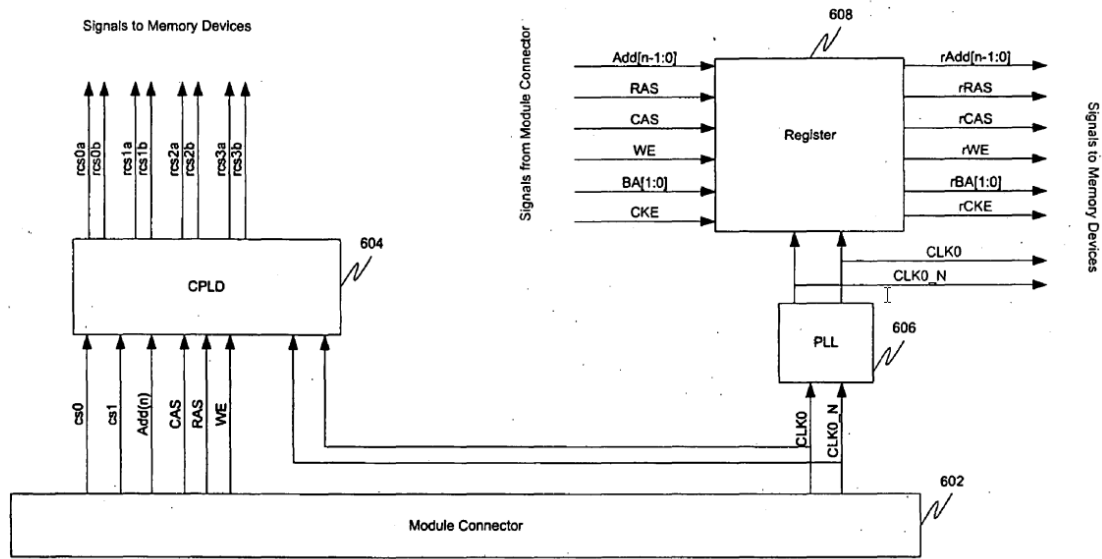 Signals to Memory Devices
rcs0a
rcs0b
rcs1a
rcs1b
rcs2a
rcs2b
rcs3a
rcs3b
604
CPLD
cs0
cs1
Add(n)
CAS
RAS
WE
608
Signals from Module Connector
Add[n-1:0]
RAS
CAS
WE
BA[1:0]
CKE
Register
rAdd[n-1:0]
rRAS
rCAS
rWE
rBA[1:0]
rCKE
Signals to Memory Devices
CLK0
CLK0_N
PLL
606
CLK0
CLK0_N
602
Module Connector